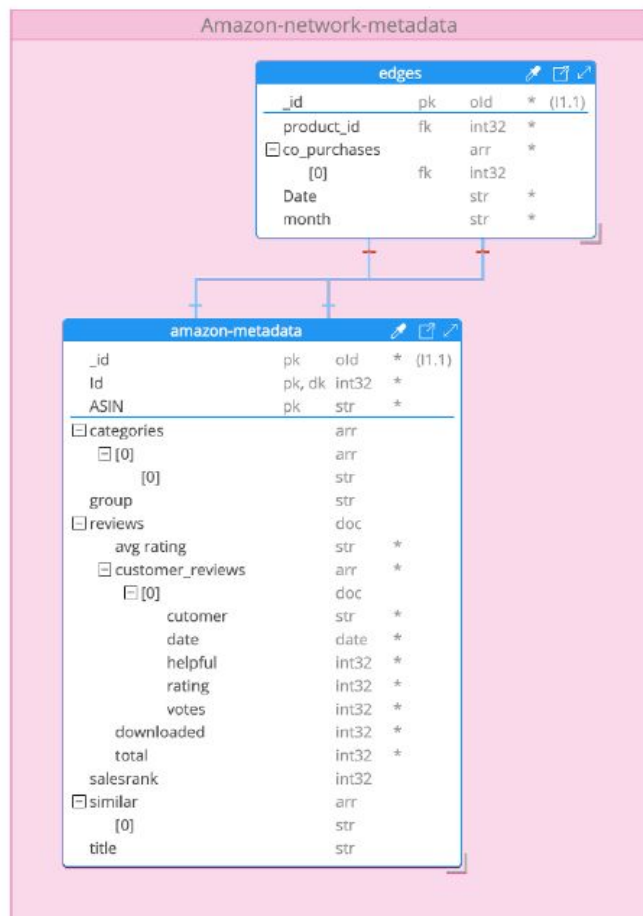 Amazon-network-metadata
edges
_id pk oId * (I1.1)
product_id fk int32 *
co_purchases arr *
[0] fk int32
Date str *
month str *
amazon-metadata
_id pk oId * (I1.1)
Id pk, dk int32 *
ASIN pk str *
categories arr
[0] arr
[0] str
group str
reviews doc
avg rating str *
customer_reviews arr *
[0] doc
cutomer str *
date date *
helpful int32 *
rating int32 *
votes int32 *
downloaded int32 *
total int32 *
salesrank int32
similar arr
[0] str
title str